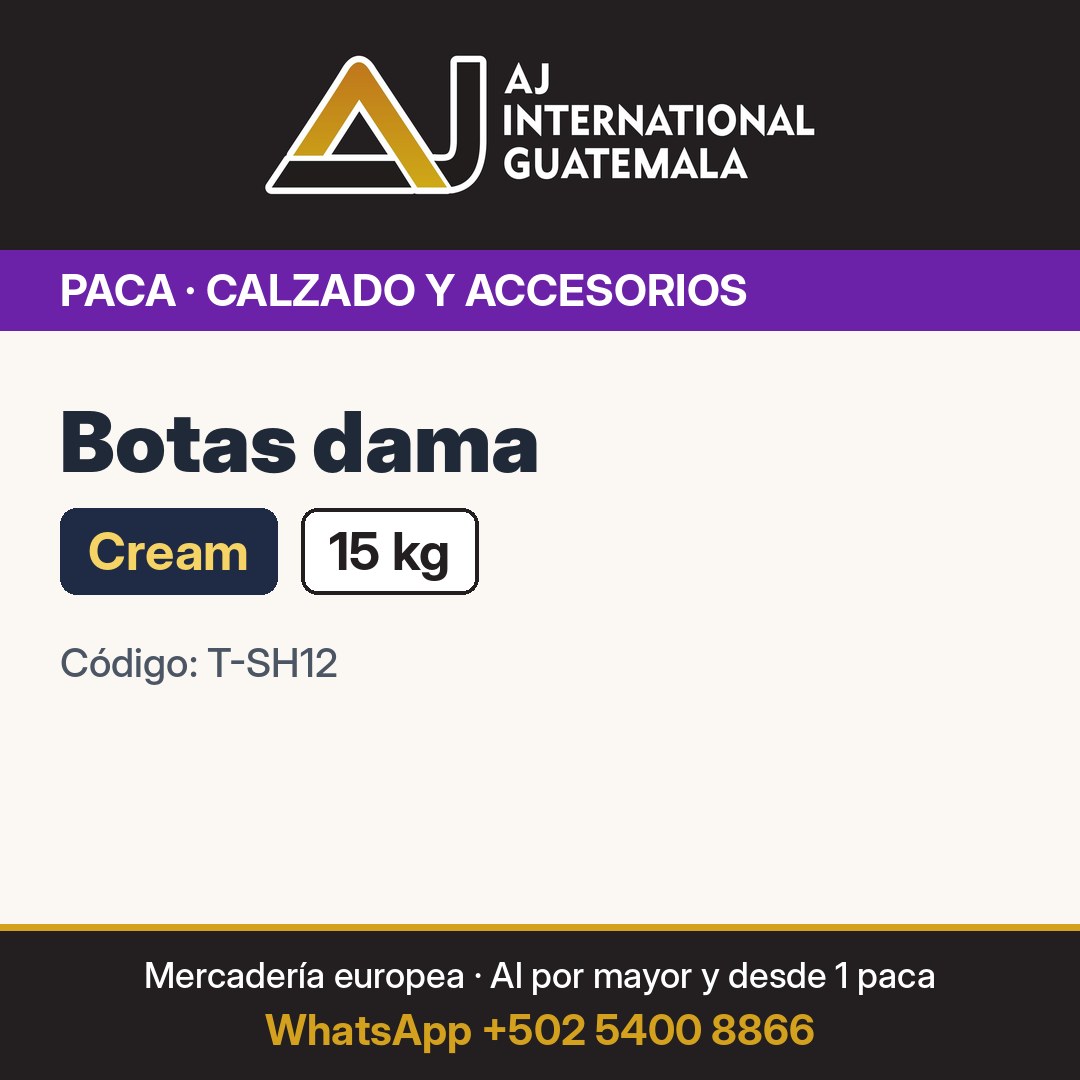 AJ
AJ
INTERNATIONAL
GUATEMALA
PACA · CALZADO Y ACCESORIOS
Botas dama
Cream
15 kg
Código: T-SH12
Mercadería europea · Al por mayor y desde 1 paca
WhatsApp +502 5400 8866